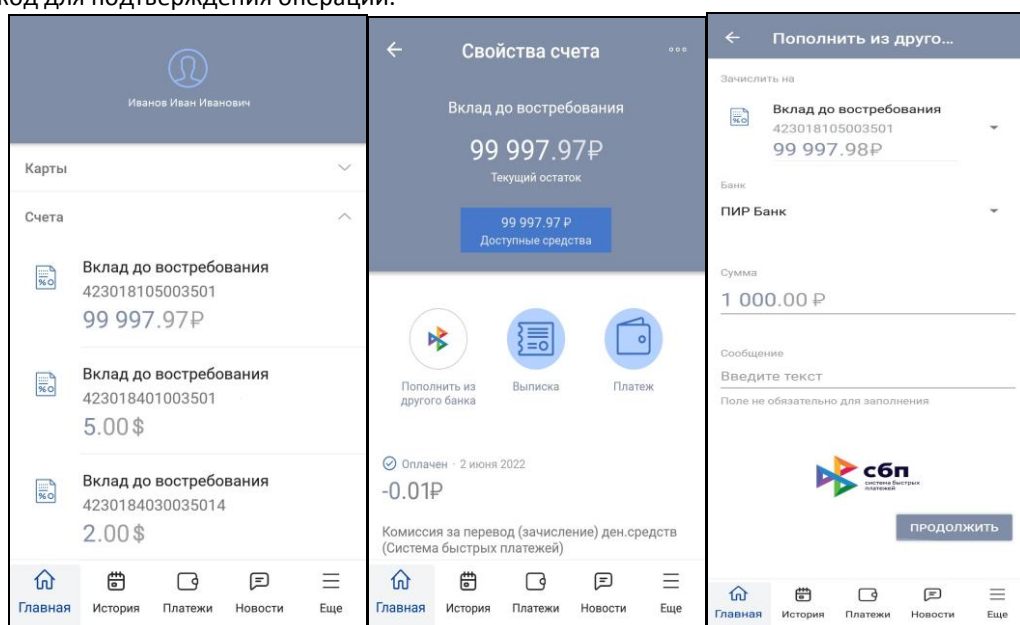 код для подтверждения операции.
Иванов Иван Иванович
Карты
Счета
Вклад до востребования
423018105003501
99 997.97₽
Вклад до востребования
423018401003501
5.00$
Вклад до востребования
4230184030035014
2.00$
Главная
История
Платежи
Новости
Еще
Свойства счета
Вклад до востребования
99 997.97₽
Текущий остаток
99 997.97 ₽
Доступные средства
Пополнить из
другого банка
Выписка
Платеж
Оплачен · 2 июня 2022
-0.01₽
Комиссия за перевод (зачисление) ден.средств
(Система быстрых платежей)
Главная
История
Платежи
Новости
Еще
Пополнить из друго...
Зачислить на
Вклад до востребования
423018105003501
99 997.98₽
Банк
ПИР Банк
Сумма
1 000.00 ₽
Сообщение
Введите текст
Поле не обязательно для заполнения
сбп
система быстрых
платежей
ПРОДОЛЖИТЬ
Главная
История
Платежи
Новости
Еще